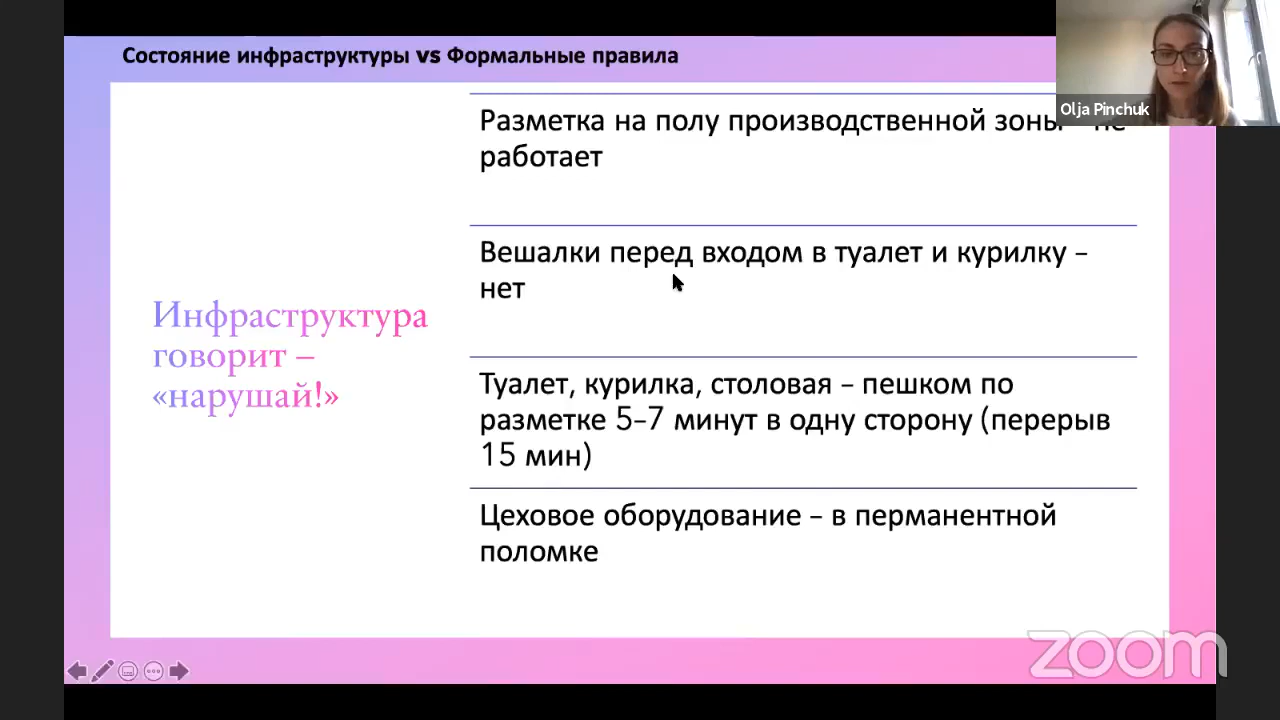 Состояние инфраструктуры vs Формальные правила
Olja Pinchuk
Разметка на полу производственной зоны – не
работает
Вешалки перед входом в туалет и курилку –
нет
Инфраструктура
говорит –
«нарушай!»
Туалет, курилка, столовая – пешком по
разметке 5–7 минут в одну сторону (перерыв
15 мин)
Цеховое оборудование – в перманентной
поломке
zoom